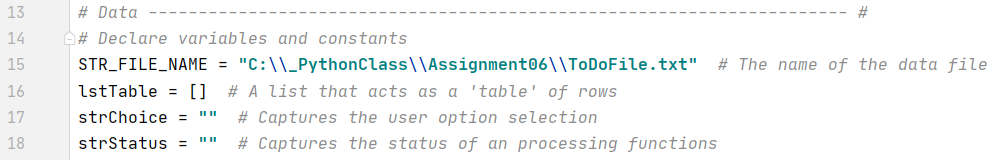 13 # Data ---------------------------------------------------------------------- #
14 # Declare variables and constants
15 STR_FILE_NAME = "C:\\_PythonClass\\Assignment06\\ToDoFile.txt"  # The name of the data file
16 lstTable = []  # A list that acts as a 'table' of rows
17 strChoice = ""  # Captures the user option selection
18 strStatus = ""  # Captures the status of an processing functions